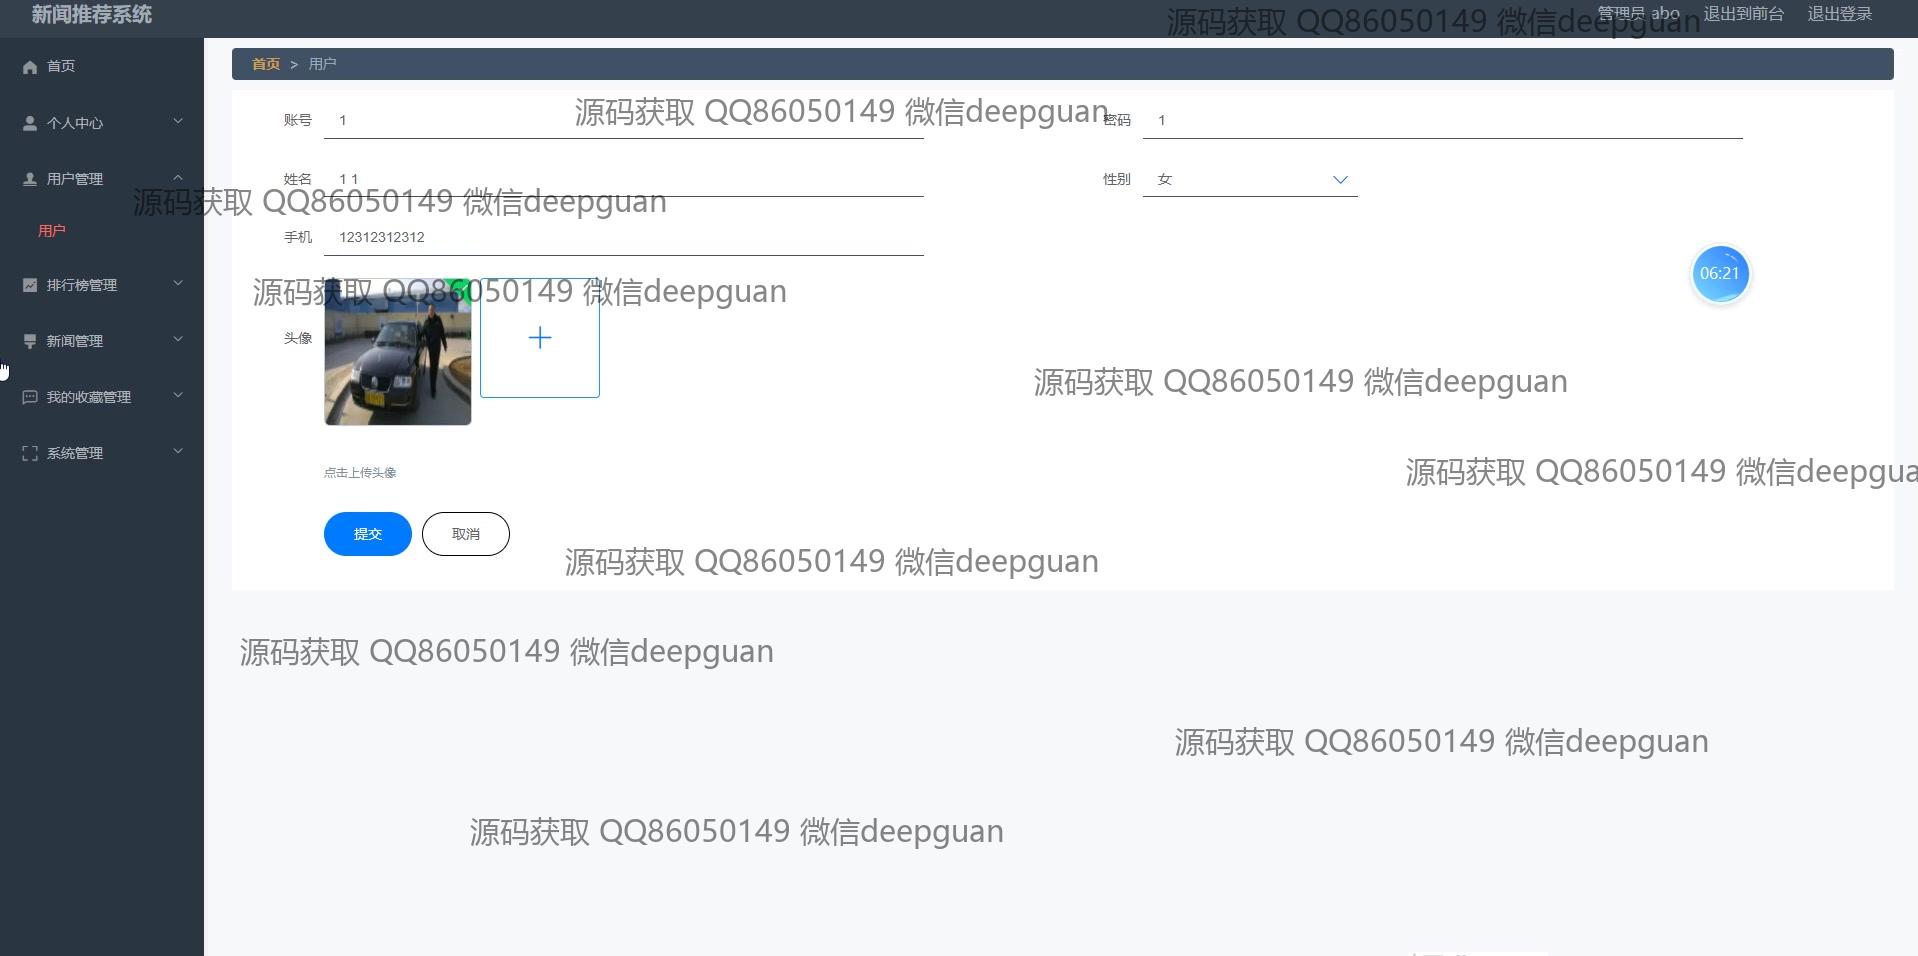 新闻推荐系统
管理员 abo 退出到前台 退出登录
源码获取 QQ86050149 微信deepguan
首页
个人中心
用户管理
用户
排行榜管理
新闻管理
我的收藏管理
系统管理
首页 > 用户
账号 1
源码获取 QQ86050149 微信deepguan
密码 1
姓名 1 1
性别 女
源码获取 QQ86050149 微信deepguan
手机 12312312312
06:21
源码获取 QQ86050149 微信deepguan
头像
源码获取 QQ86050149 微信deepguan
点击上传头像
源码获取 QQ86050149 微信deepgua
提交 取消
源码获取 QQ86050149 微信deepguan
源码获取 QQ86050149 微信deepguan
源码获取 QQ86050149 微信deepguan
源码获取 QQ86050149 微信deepguan